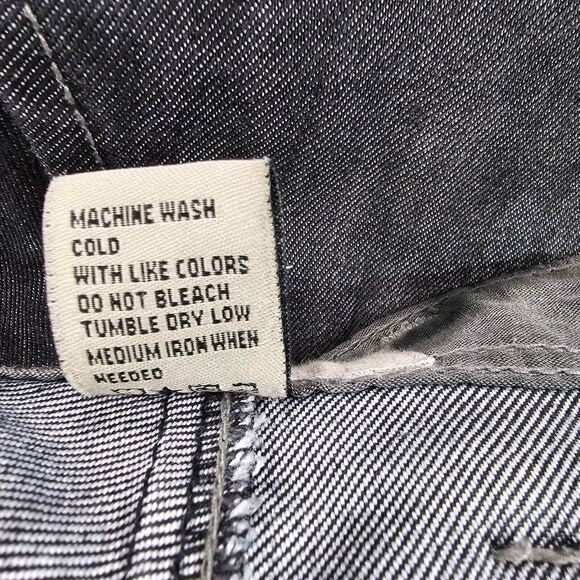 MACHINE WASH
COLD
WITH LIKE COLORS
DO NOT BLEACH
TUMBLE DRY LOW
MEDIUM IRON WHEN
NEEDED